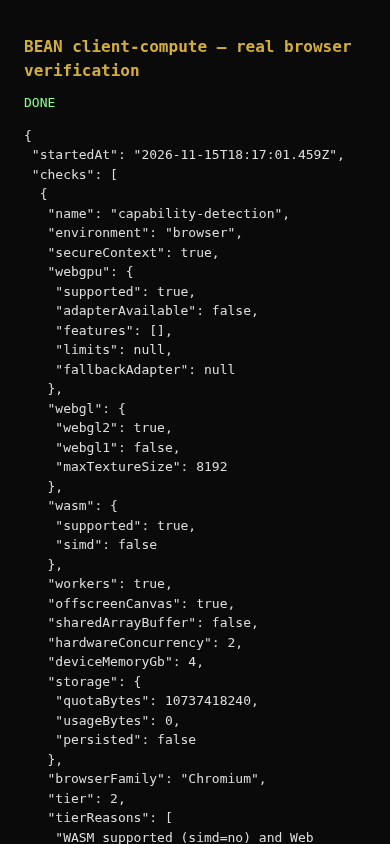 BEAN client-compute — real browser
verification
DONE
{
"startedAt": "2026-11-15T18:17:01.459Z",
"checks": [
{
"name": "capability-detection",
"environment": "browser",
"secureContext": true,
"webgpu": {
"supported": true,
"adapterAvailable": false,
"features": [],
"limits": null,
"fallbackAdapter": null
},
"webgl": {
"webgl2": true,
"webgl1": false,
"maxTextureSize": 8192
},
"wasm": {
"supported": true,
"simd": false
},
"workers": true,
"offscreenCanvas": true,
"sharedArrayBuffer": false,
"hardwareConcurrency": 2,
"deviceMemoryGb": 4,
"storage": {
"quotaBytes": 10737418240,
"usageBytes": 0,
"persisted": false
},
"browserFamily": "Chromium",
"tier": 2,
"tierReasons": [
"WASM supported (simd=no) and Web